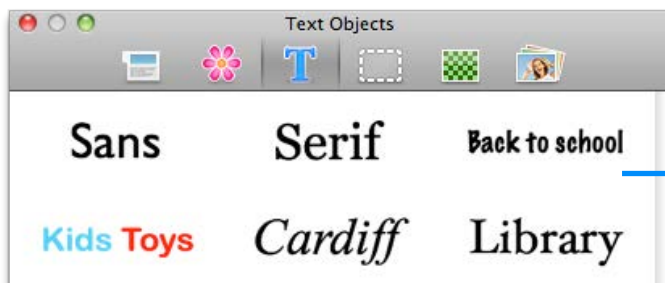 Text Objects
T
Sans Serif Back to school
Kids Toys Cardiff Library